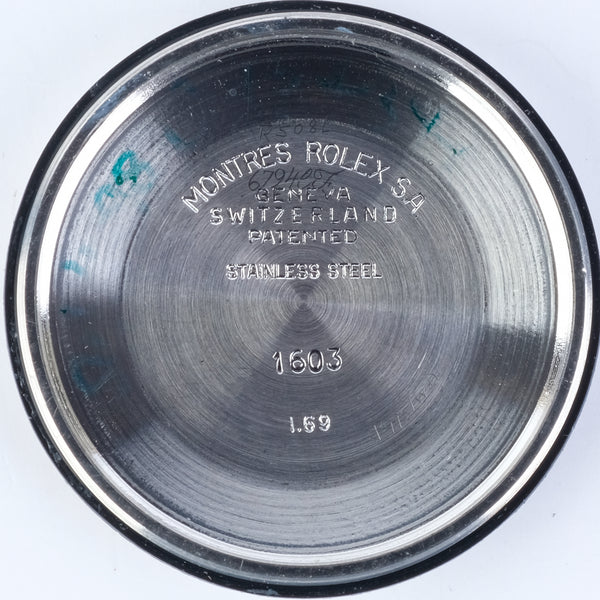 MONTRES ROLEX S.A
GENEVA
SWITZERLAND
PATENTED
STAINLESS STEEL
1603
I.69